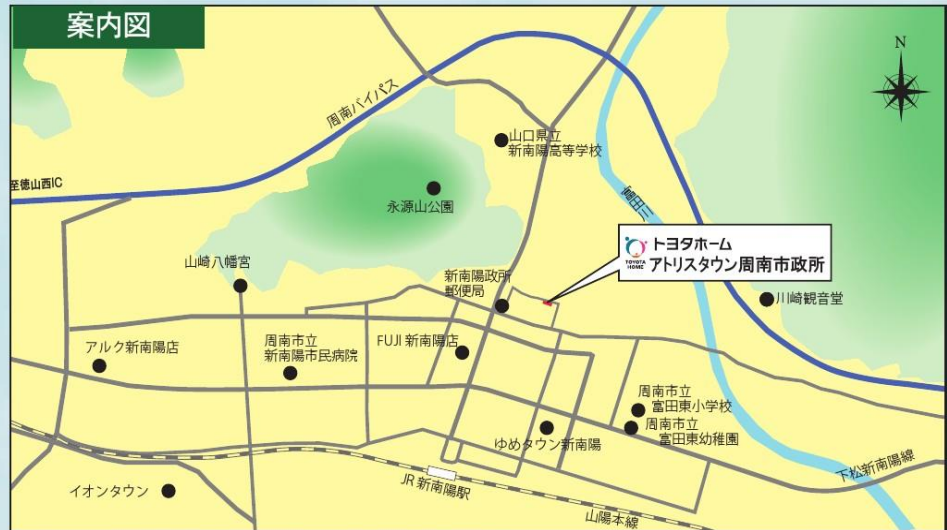 案内図
N
周南バイパス
山口県立
新南陽高等学校
至徳山西IC
永源山公園
富田川
トヨタホーム
TOYOTA
HOME
アトリスタウン周南市政所
山崎八幡宮
新南陽政所
郵便局
川崎観音堂
アルク新南陽店
周南市立
新南陽市民病院
FUJI 新南陽店
周南市立
富田東小学校
周南市立
富田東幼稚園
ゆめタウン新南陽
下松新南陽線
JR 新南陽駅
イオンタウン
山陽本線